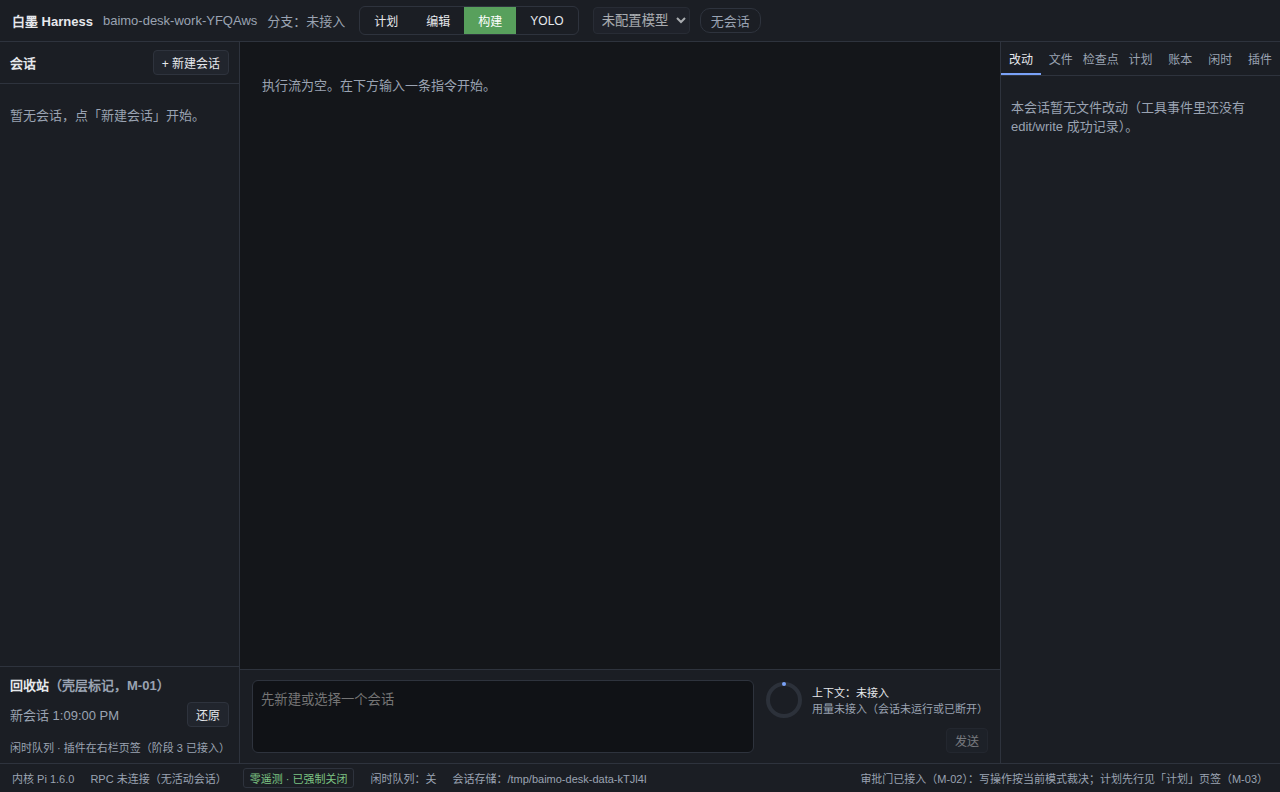 白墨 Harness baimo-desk-work-YFQAws 分支：未接入 计划 编辑 构建 YOLO 未配置模型 无会话
会话 + 新建会话
暂无会话，点「新建会话」开始。
执行流为空。在下方输入一条指令开始。
改动 文件 检查点 计划 账本 闲时 插件
本会话暂无文件改动（工具事件里还没有
edit/write 成功记录）。
回收站（壳层标记，M-01）
新会话 1:09:00 PM 还原
闲时队列 · 插件在右栏页签（阶段 3 已接入）
先新建或选择一个会话
上下文：未接入
用量未接入（会话未运行或已断开）
发送
内核 Pi 1.6.0 RPC 未连接（无活动会话） 零遥测 · 已强制关闭 闲时队列：关 会话存储：/tmp/baimo-desk-data-kTJl4I 审批门已接入（M-02）：写操作按当前模式裁决；计划先行见「计划」页签（M-03）